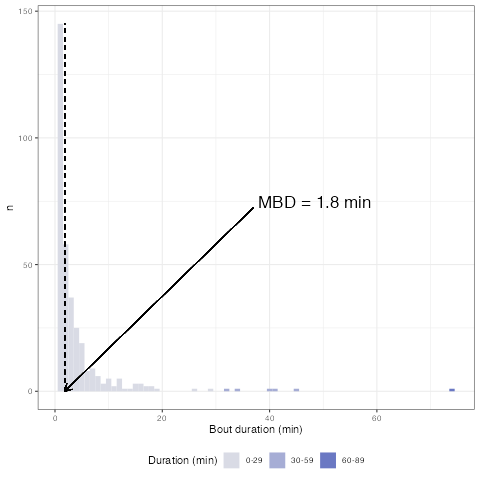 150
100
50
0
n
MBD = 1.8 min
0 20 40 60
Bout duration (min)
Duration (min) 0-29 30-59 60-89